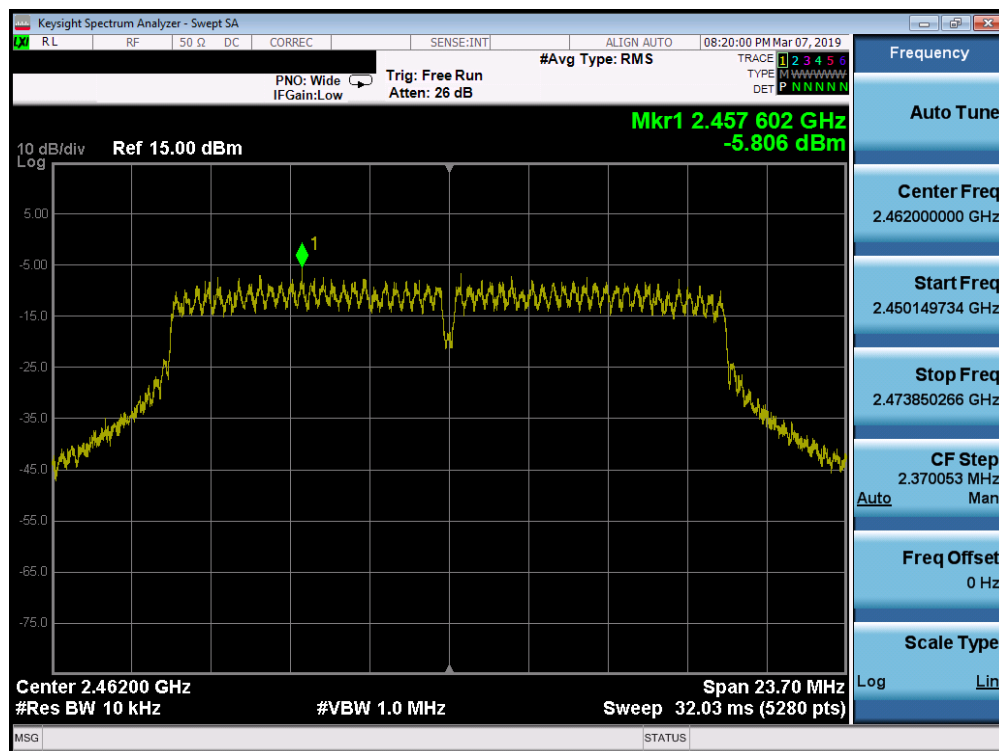 Keysight Spectrum Analyzer - Swept SA
LXI RL RF 50 Ω DC CORREC SENSE:INT ALIGN AUTO 08:20:00 PM Mar 07, 2019
Frequency
#Avg Type: RMS
TRACE 1 2 3 4 5 6
PNO: Wide
Trig: Free Run
TYPE M WWWWW
IFGain:Low
Atten: 26 dB
DET P N N N N N
Auto Tune
Mkr1 2.457 602 GHz
-5.806 dBm
10 dB/div
Log
Ref 15.00 dBm
Center Freq
2.462000000 GHz
5.00
1
-5.00
Start Freq
2.450149734 GHz
-15.0
-25.0
Stop Freq
2.473850266 GHz
-35.0
-45.0
CF Step
2.370053 MHz
Auto Man
-55.0
Freq Offset
0 Hz
-65.0
-75.0
Scale Type
Log Lin
Center 2.46200 GHz
Span 23.70 MHz
#Res BW 10 kHz
#VBW 1.0 MHz
Sweep 32.03 ms (5280 pts)
MSG
STATUS